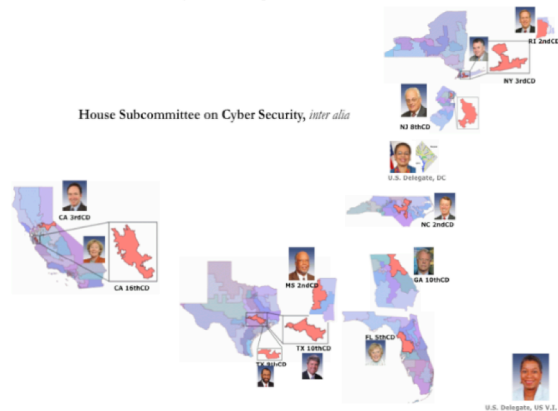 RI 2ndCD
NY 3rdCD
House Subcommittee on Cyber Security, inter alia
NJ 8thCD
U.S. Delegate, DC
CA 3rdCD
NC 2ndCD
CA 16thCD
MS 2ndCD
GA 10thCD
FL 5thCD
TX 10thCD
U.S. Delegate, US V.I.